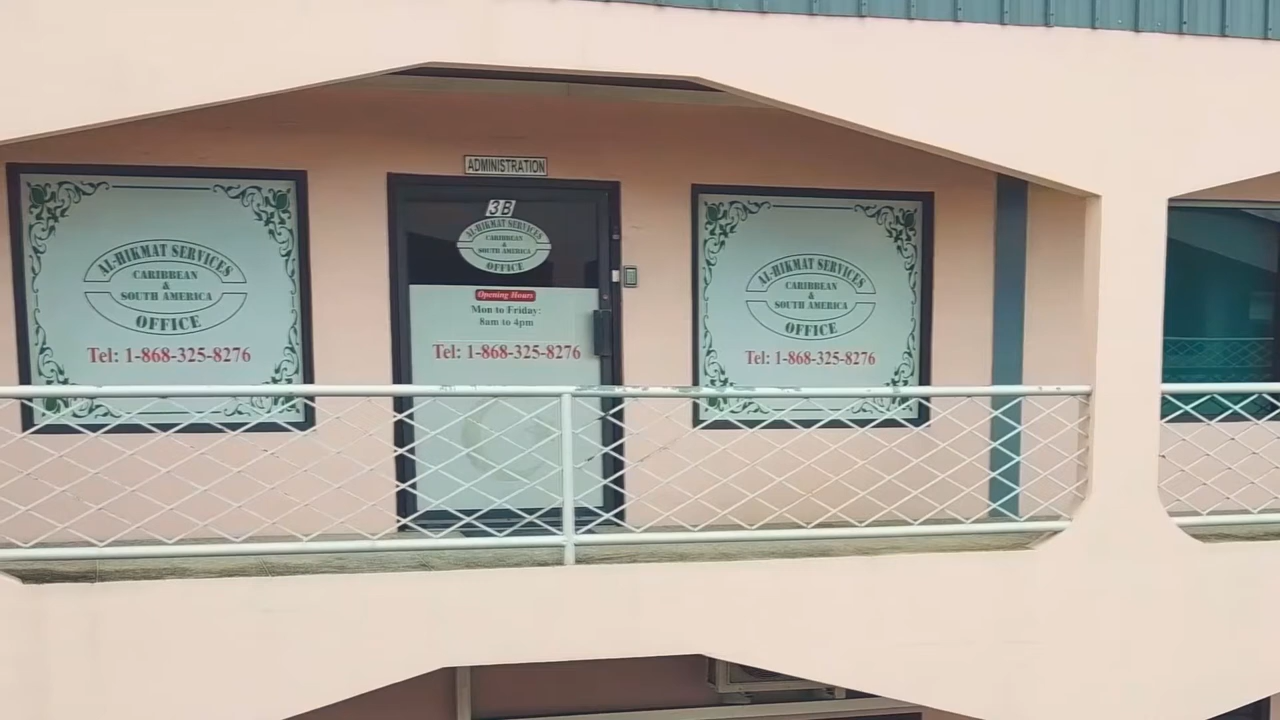 AL-HIKMAT SERVICES
CARIBBEAN
&
SOUTH AMERICA
OFFICE
Tel: 1-868-325-8276
ADMINISTRATION
3B
AL-HIKMAT SERVICES
CARIBBEAN
&
SOUTH AMERICA
OFFICE
Opening Hours
Mon to Friday:
8am to 4pm
Tel: 1-868-325-8276
AL-HIKMAT SERVICES
CARIBBEAN
&
SOUTH AMERICA
OFFICE
Tel: 1-868-325-8276